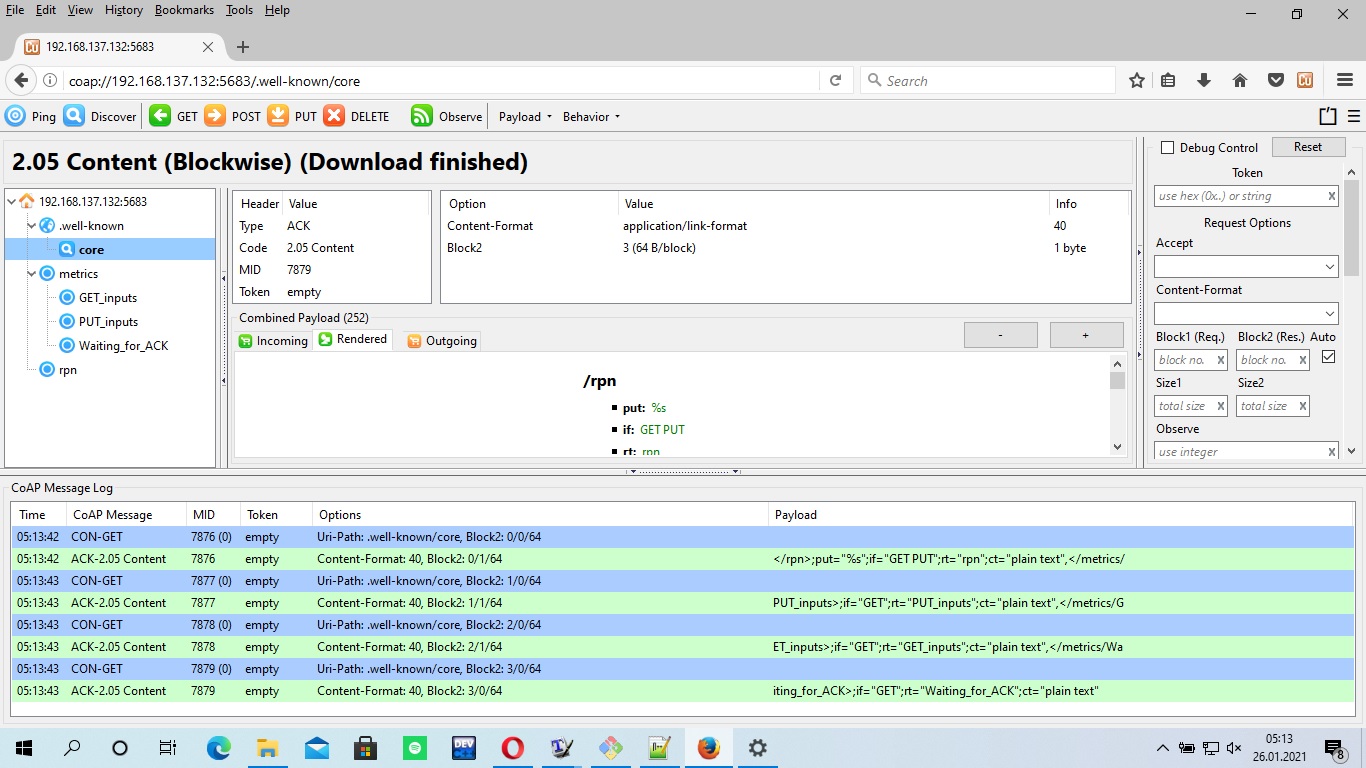 File Edit View History Bookmarks Tools Help
192.168.137.132:5683
coap://192.168.137.132:5683/.well-known/core
Search
Ping Discover GET POST PUT DELETE Observe Payload Behavior
2.05 Content (Blockwise) (Download finished)
192.168.137.132:5683
.well-known
core
metrics
GET_inputs
PUT_inputs
Waiting_for_ACK
rpn
Header Value
Type ACK
Code 2.05 Content
MID 7879
Token empty
Option Value Info
Content-Format application/link-format 40
Block2 3 (64 B/block) 1 byte
Combined Payload (252)
Incoming Rendered Outgoing - +
/rpn
put: %s
if: GET PUT
rt: rpn
Debug Control Reset
Token
use hex (0x..) or string x
Request Options
Accept
Content-Format
Block1 (Req.) Block2 (Res.) Auto
block no. x block no. x
Size1 Size2
total size x total size x
Observe
use integer x
CoAP Message Log
Time CoAP Message MID Token Options Payload
05:13:42 CON-GET 7876 (0) empty Uri-Path: .well-known/core, Block2: 0/0/64
05:13:42 ACK-2.05 Content 7876 empty Content-Format: 40, Block2: 0/1/64 </rpn>;put="%s";if="GET PUT";rt="rpn";ct="plain text",</metrics/
05:13:43 CON-GET 7877 (0) empty Uri-Path: .well-known/core, Block2: 1/0/64
05:13:43 ACK-2.05 Content 7877 empty Content-Format: 40, Block2: 1/1/64 PUT_inputs>;if="GET";rt="PUT_inputs";ct="plain text",</metrics/G
05:13:43 CON-GET 7878 (0) empty Uri-Path: .well-known/core, Block2: 2/0/64
05:13:43 ACK-2.05 Content 7878 empty Content-Format: 40, Block2: 2/1/64 ET_inputs>;if="GET";rt="GET_inputs";ct="plain text",</metrics/Wa
05:13:43 CON-GET 7879 (0) empty Uri-Path: .well-known/core, Block2: 3/0/64
05:13:43 ACK-2.05 Content 7879 empty Content-Format: 40, Block2: 3/0/64 iting_for_ACK>;if="GET";rt="Waiting_for_ACK";ct="plain text"
DEV
05:13
26.01.2021
8